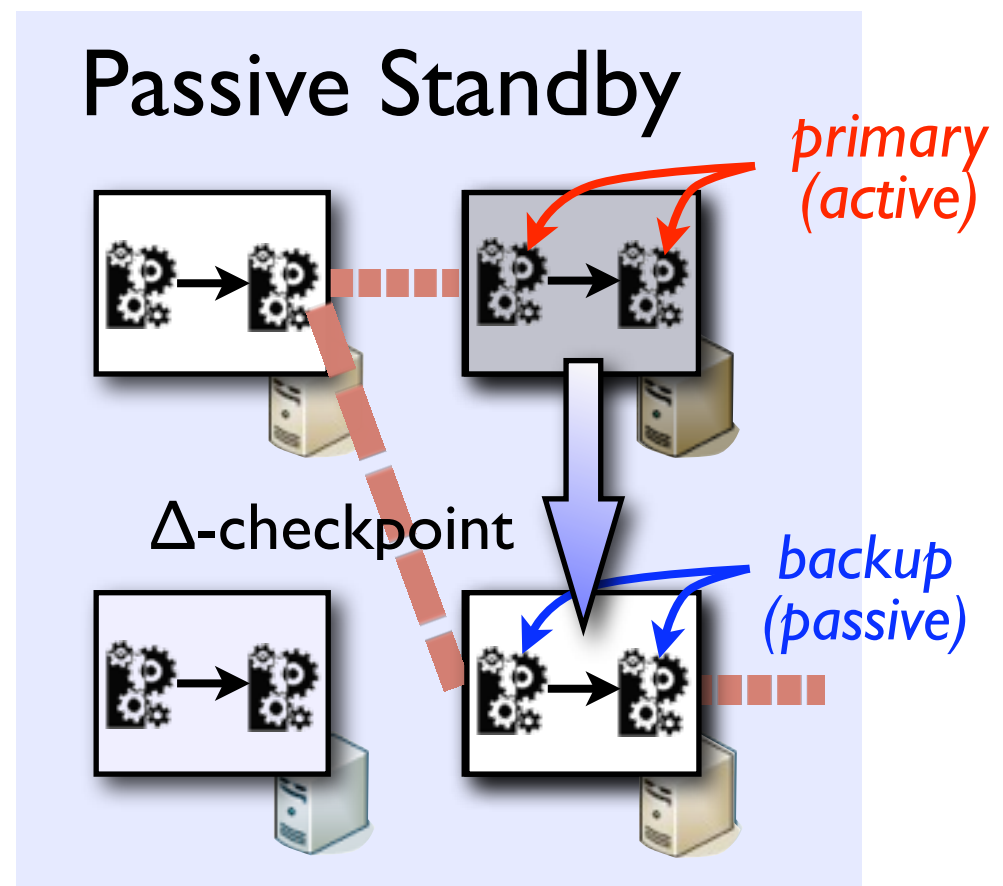 Passive Standby
primary
(active)
Δ-checkpoint
backup
(passive)